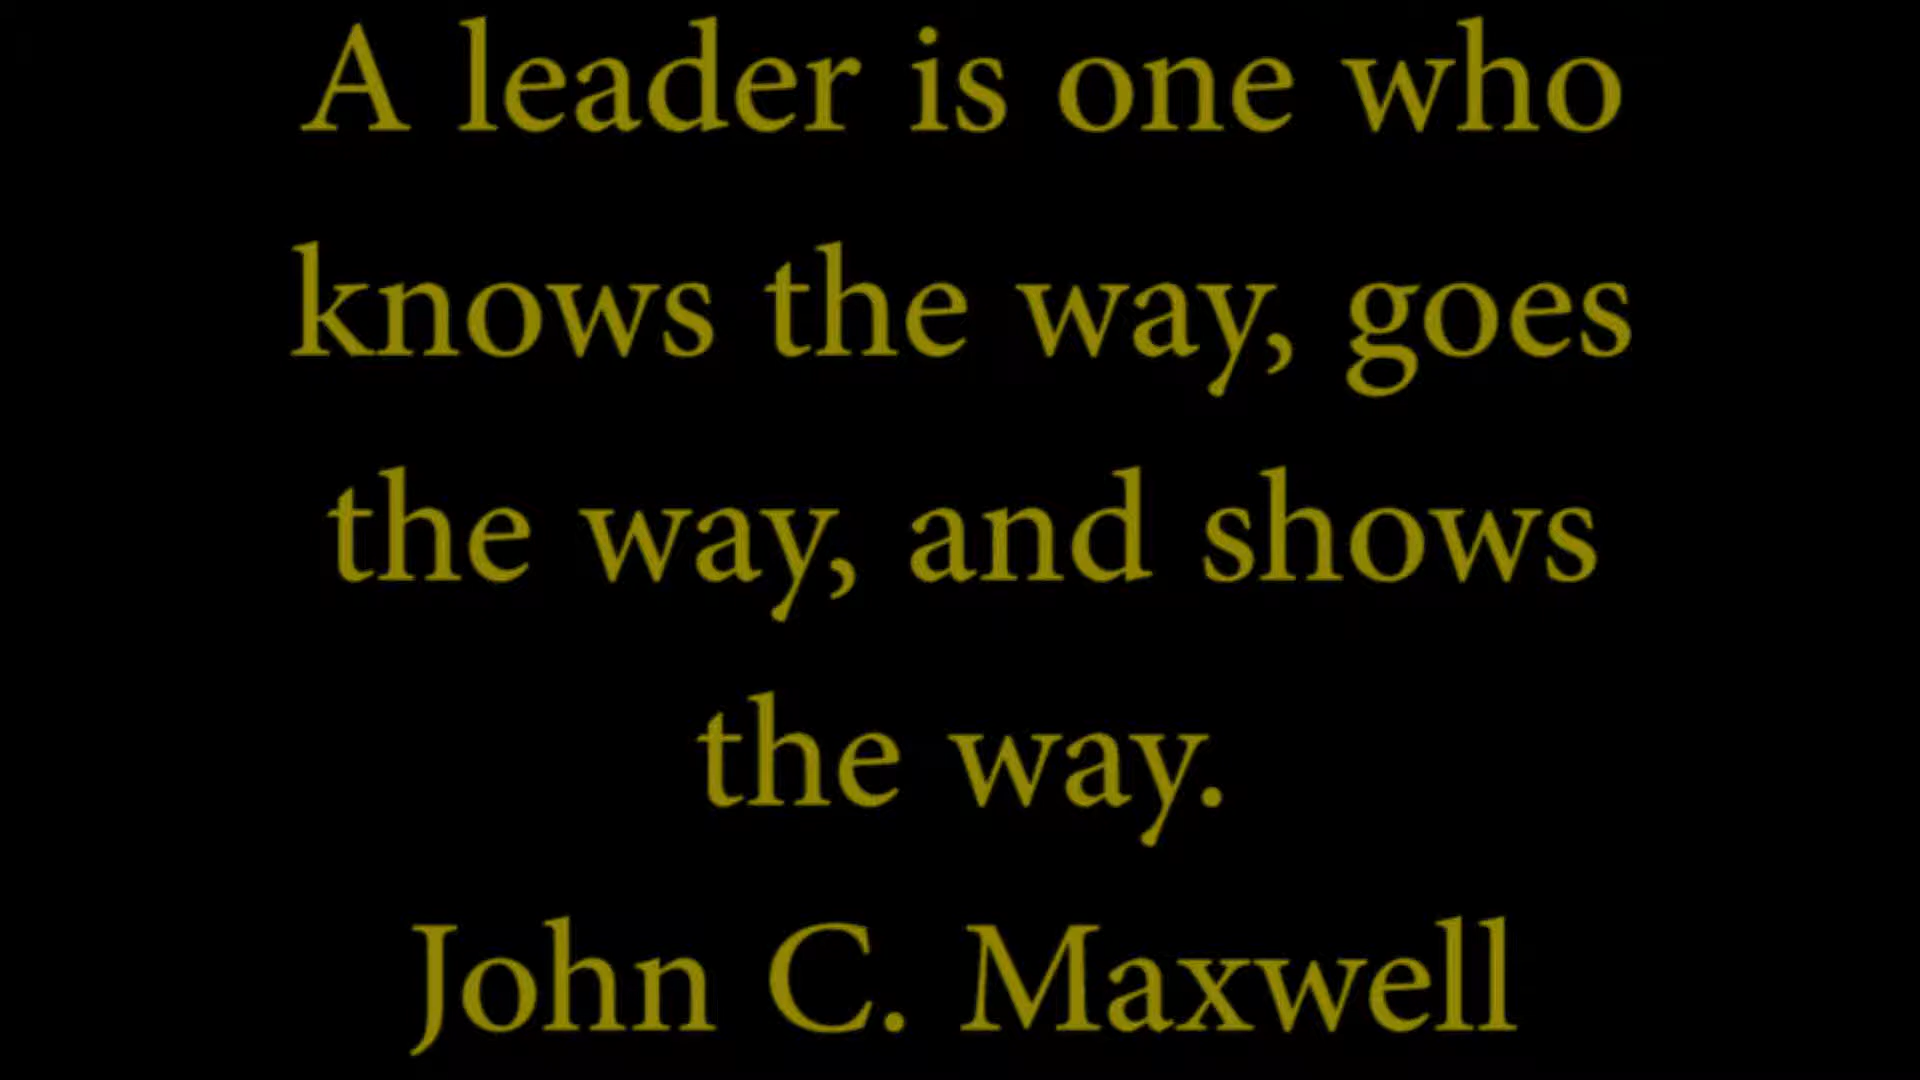 A leader is one who
knows the way, goes
the way, and shows
the way.
John C. Maxwell